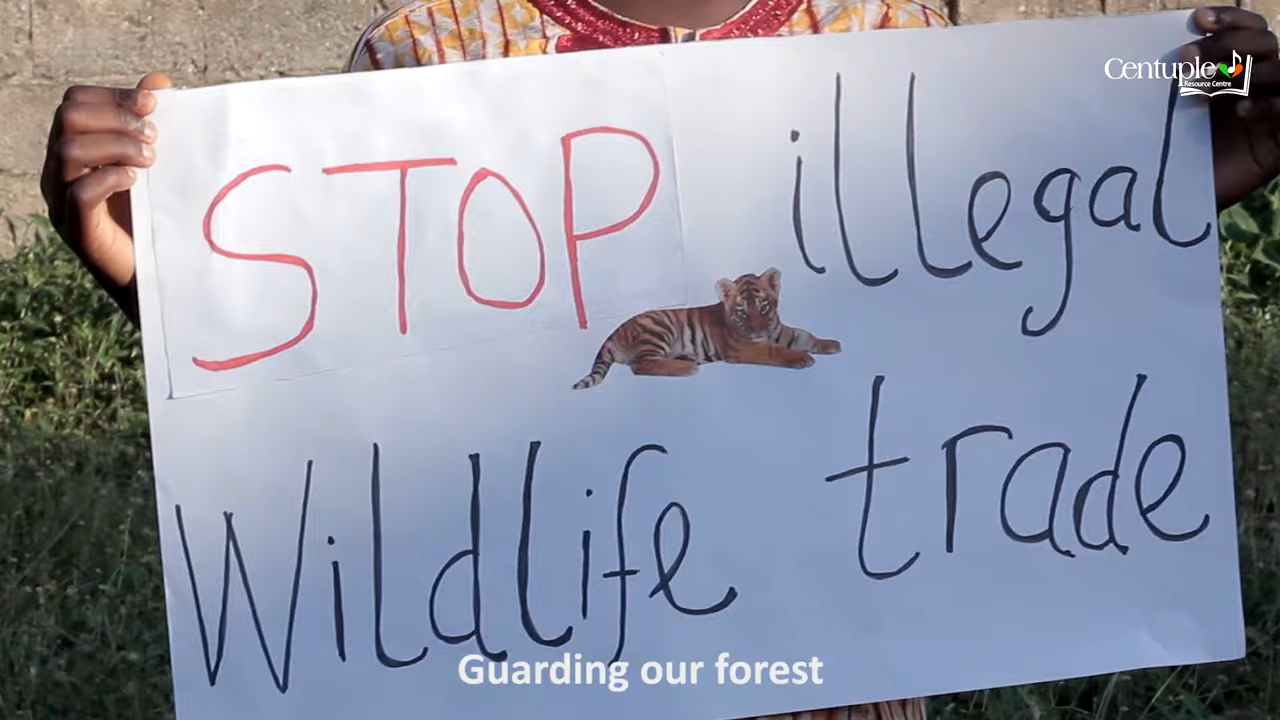 Centuple
Resource Centre
STOP illegal
Wildlife trade
Guarding our forest